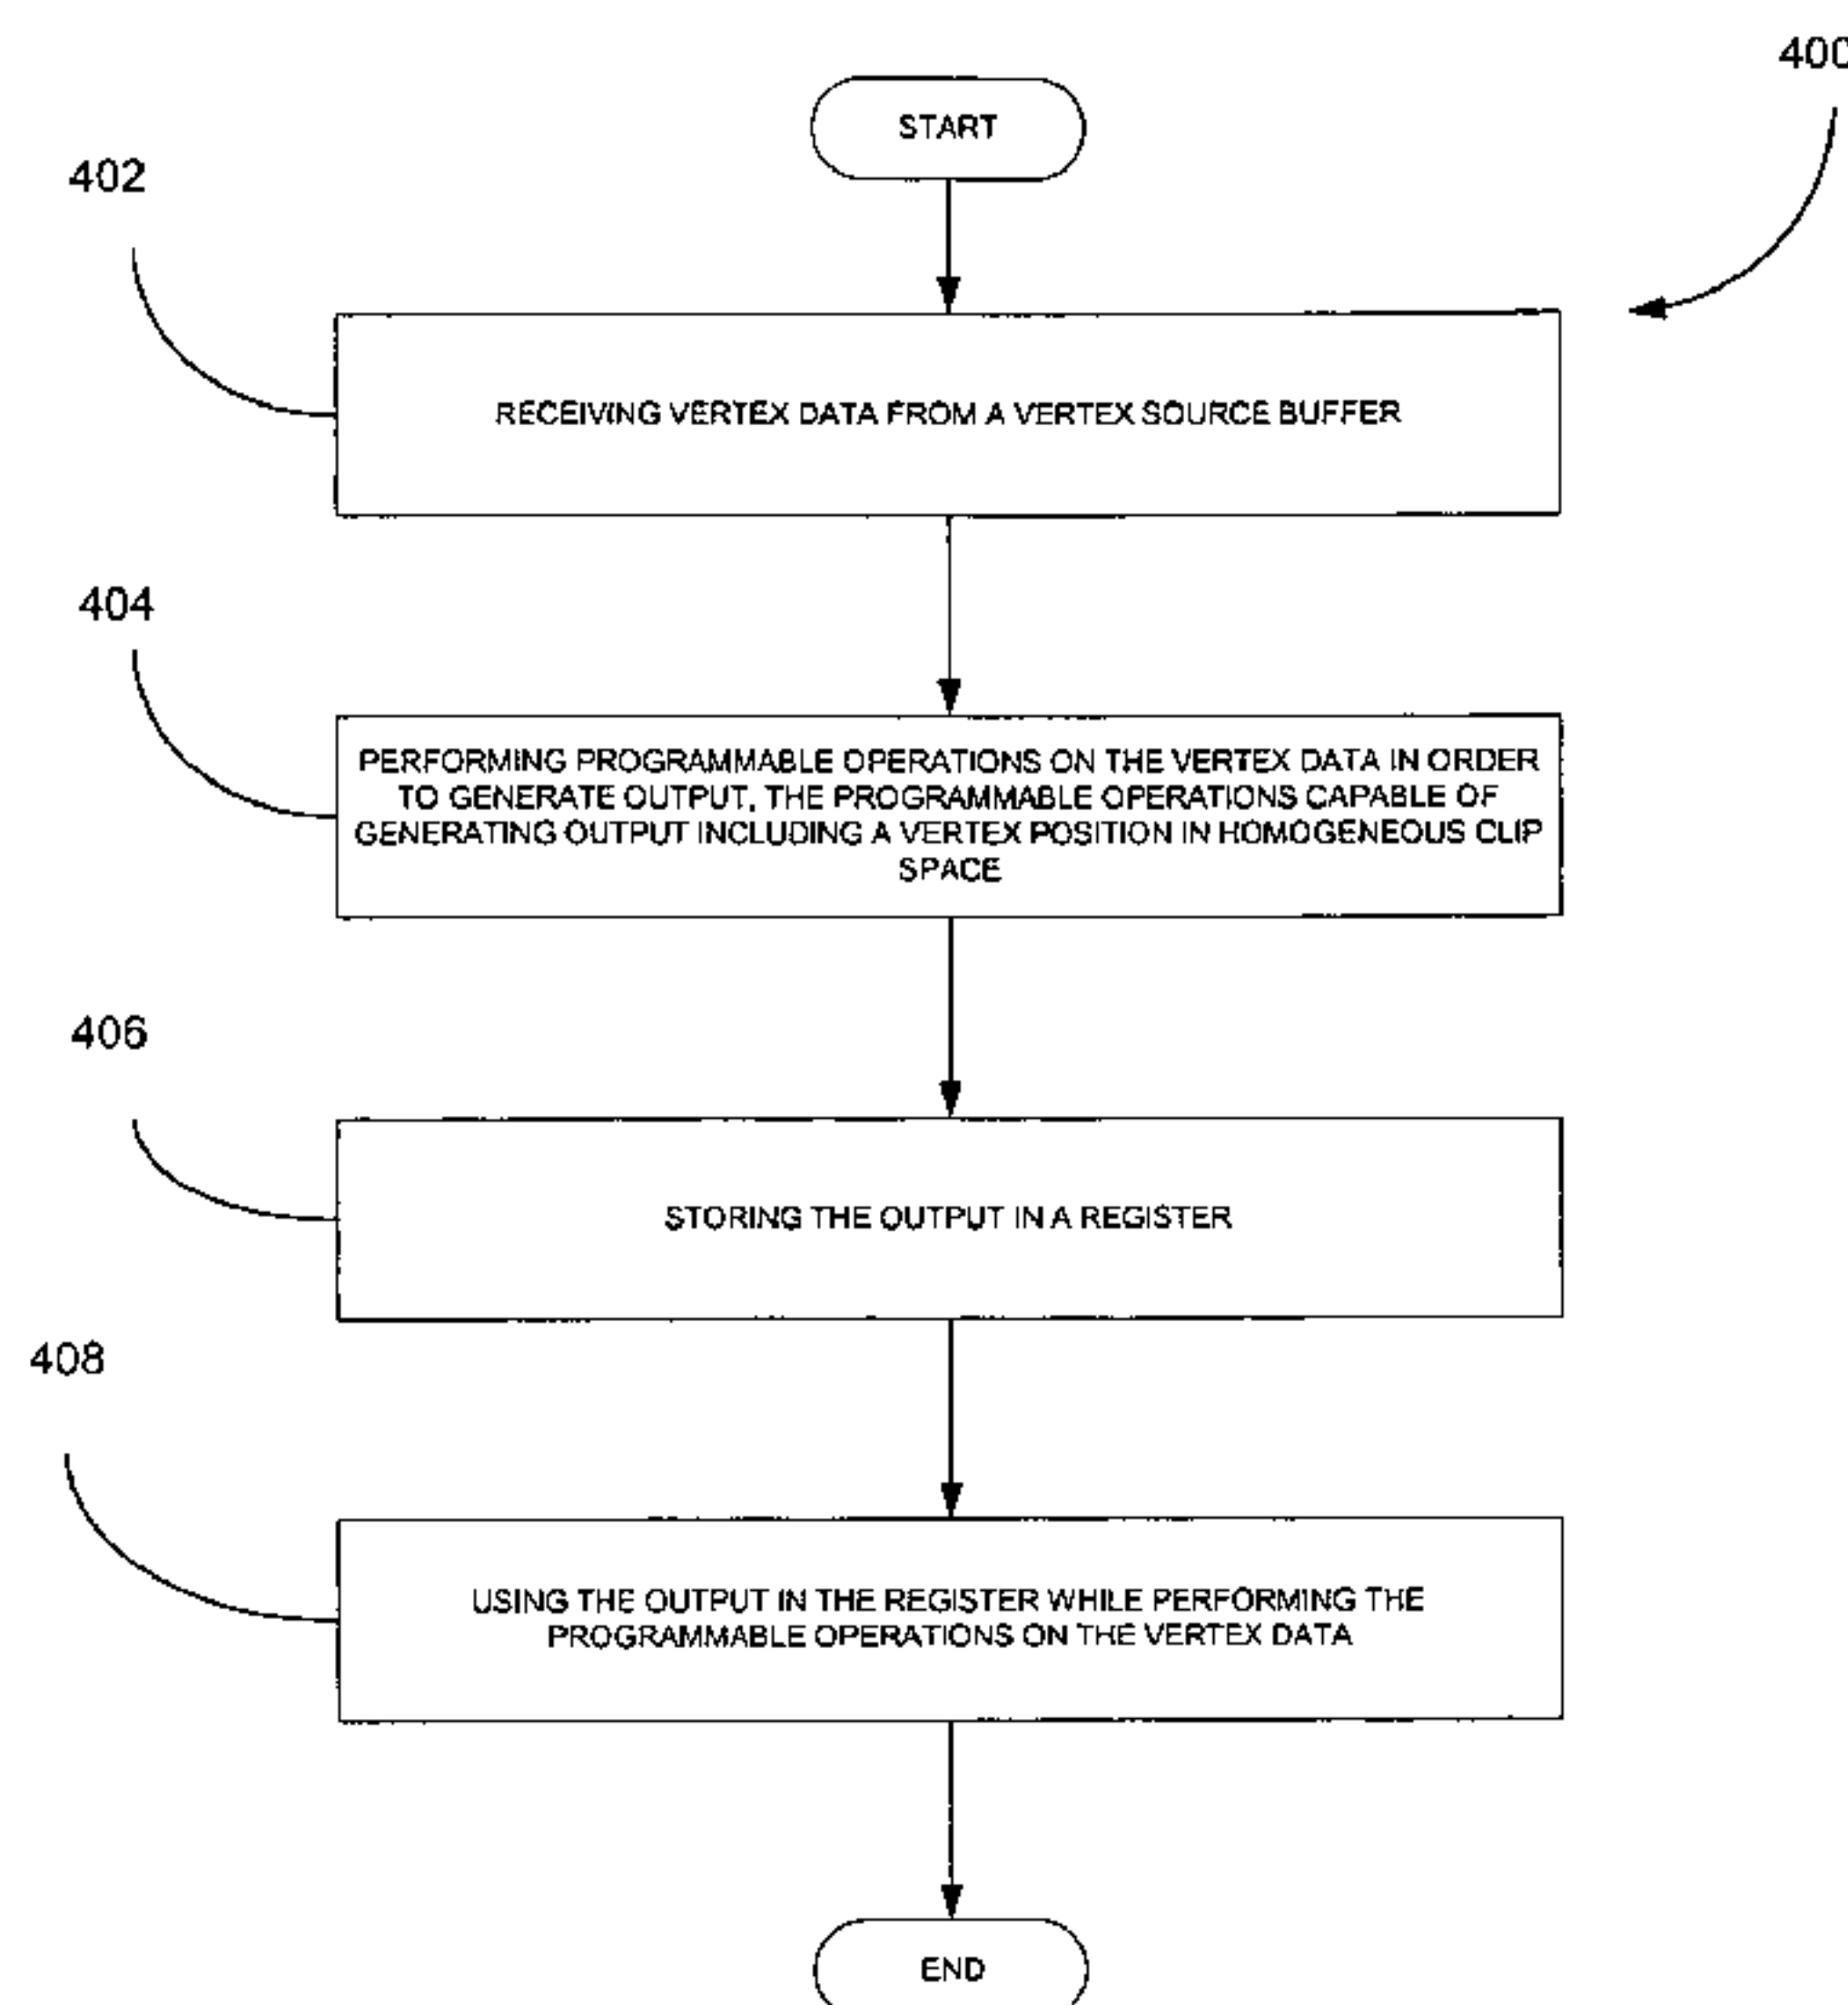 400
START
402
RECEIVING VERTEX DATA FROM A VERTEX SOURCE BUFFER
404
PERFORMING PROGRAMMABLE OPERATIONS ON THE VERTEX DATA IN ORDER
TO GENERATE OUTPUT, THE PROGRAMMABLE OPERATIONS CAPABLE OF
GENERATING OUTPUT INCLUDING A VERTEX POSITION IN HOMOGENEOUS CLIP
SPACE
406
STORING THE OUTPUT IN A REGISTER
408
USING THE OUTPUT IN THE REGISTER WHILE PERFORMING THE
PROGRAMMABLE OPERATIONS ON THE VERTEX DATA
END